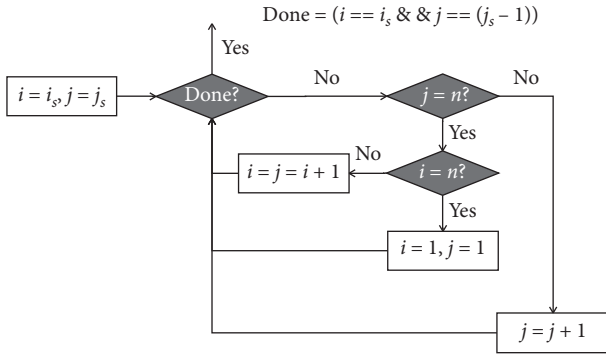 Done = (i == i_s & & j == (j_s – 1))
Yes
i = i_s, j = j_s
Done?
No
j = n?
No
Yes
i = j = i + 1
No
i = n?
Yes
i = 1, j = 1
j = j + 1